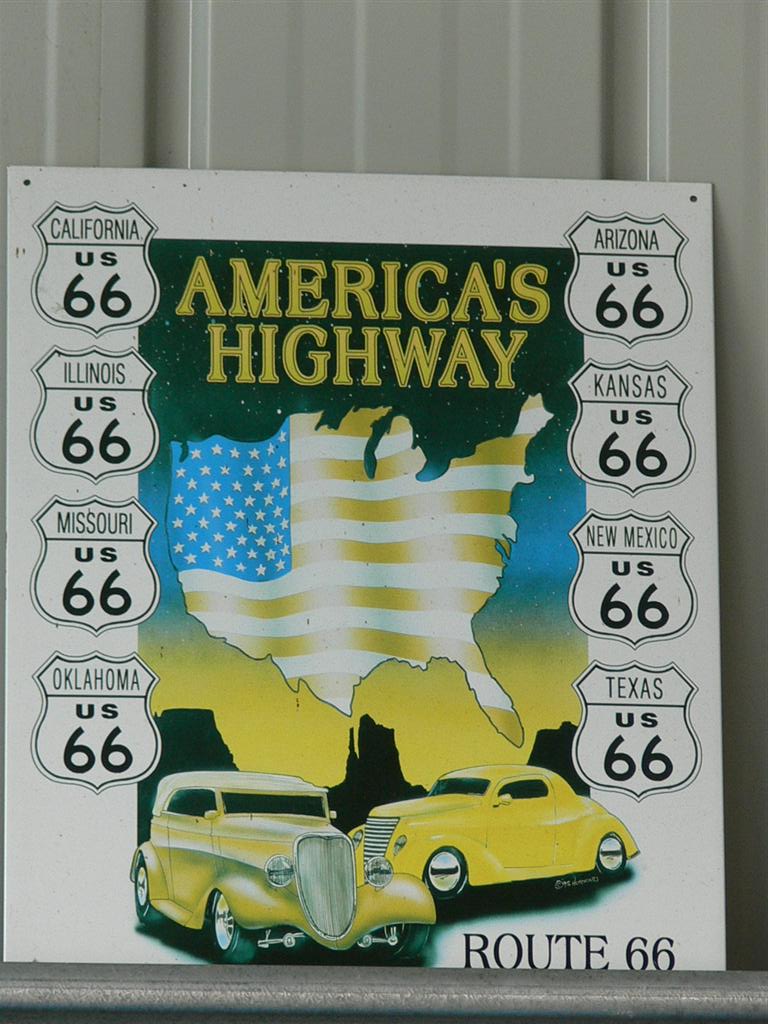 AMERICA'S
HIGHWAY
CALIFORNIA
US
66
ILLINOIS
US
66
MISSOURI
US
66
OKLAHOMA
US
66
ARIZONA
US
66
KANSAS
US
66
NEW MEXICO
US
66
TEXAS
US
66
ROUTE 66